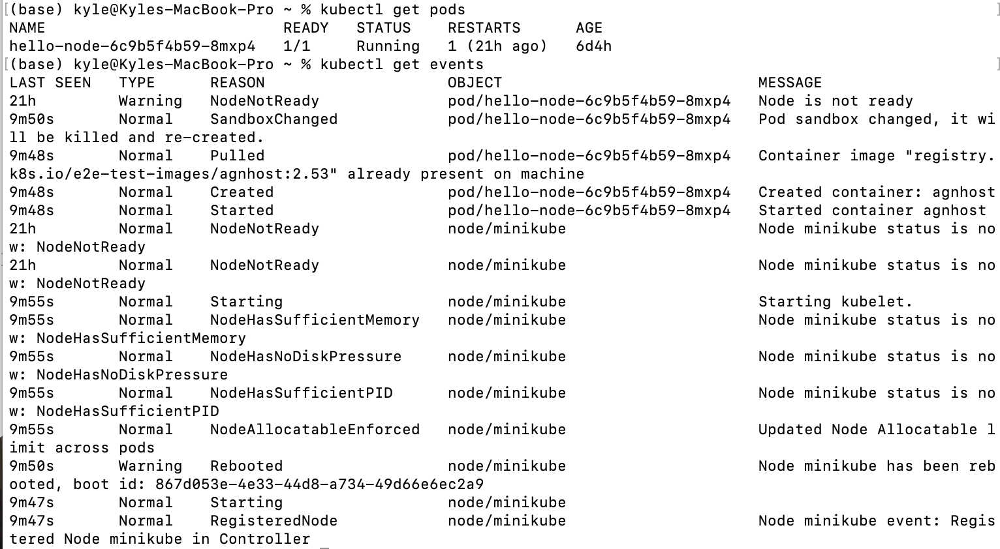 [(base) kyle@Kyles-MacBook-Pro ~ % kubectl get pods ]
NAME                          READY   STATUS    RESTARTS      AGE
hello-node-6c9b5f4b59-8mxp4   1/1     Running   1 (21h ago)   6d4h
[(base) kyle@Kyles-MacBook-Pro ~ % kubectl get events ]
LAST SEEN   TYPE      REASON                    OBJECT                            MESSAGE
21h         Warning   NodeNotReady              pod/hello-node-6c9b5f4b59-8mxp4   Node is not ready
9m50s       Normal    SandboxChanged            pod/hello-node-6c9b5f4b59-8mxp4   Pod sandbox changed, it wi
ll be killed and re-created.
9m48s       Normal    Pulled                    pod/hello-node-6c9b5f4b59-8mxp4   Container image "registry.
k8s.io/e2e-test-images/agnhost:2.53" already present on machine
9m48s       Normal    Created                   pod/hello-node-6c9b5f4b59-8mxp4   Created container: agnhost
9m48s       Normal    Started                   pod/hello-node-6c9b5f4b59-8mxp4   Started container agnhost
21h         Normal    NodeNotReady              node/minikube                     Node minikube status is no
w: NodeNotReady
21h         Normal    NodeNotReady              node/minikube                     Node minikube status is no
w: NodeNotReady
9m55s       Normal    Starting                  node/minikube                     Starting kubelet.
9m55s       Normal    NodeHasSufficientMemory   node/minikube                     Node minikube status is no
w: NodeHasSufficientMemory
9m55s       Normal    NodeHasNoDiskPressure     node/minikube                     Node minikube status is no
w: NodeHasNoDiskPressure
9m55s       Normal    NodeHasSufficientPID      node/minikube                     Node minikube status is no
w: NodeHasSufficientPID
9m55s       Normal    NodeAllocatableEnforced   node/minikube                     Updated Node Allocatable l
imit across pods
9m50s       Warning   Rebooted                  node/minikube                     Node minikube has been reb
ooted, boot id: 867d053e-4e33-44d8-a734-49d66e6ec2a9
9m47s       Normal    Starting                  node/minikube
9m47s       Normal    RegisteredNode            node/minikube                     Node minikube event: Regis
tered Node minikube in Controller